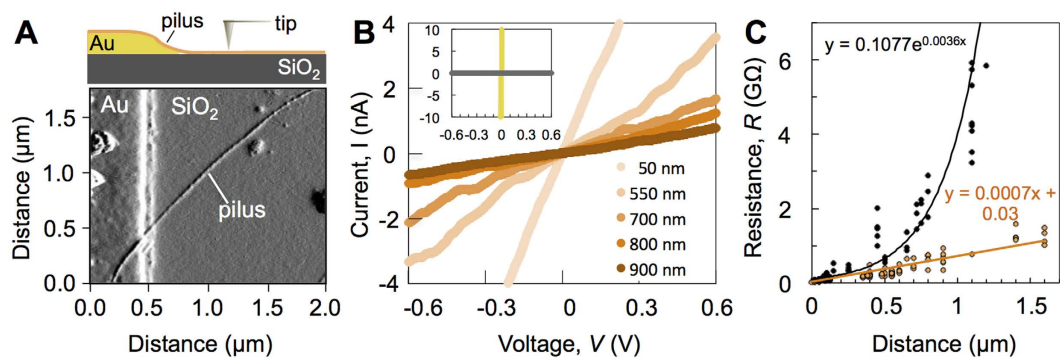 A
pilus
tip
Au
SiO2
Au
SiO2
pilus
Distance (μm)
1.5
1.0
0.5
0.0
0.0
0.5
1.0
1.5
2.0
Distance (μm)
B
Current, I (nA)
4
2
0
-2
-4
10
5
0
-5
-10
-0.6
-0.3
0
0.3
0.6
50 nm
550 nm
700 nm
800 nm
900 nm
-0.6
-0.3
0
0.3
0.6
Voltage, V (V)
C
Resistance, R (GΩ)
y = 0.1077e^0.0036x
y = 0.0007x +
0.03
6
4
2
0
0
0.5
1
1.5
Distance (μm)